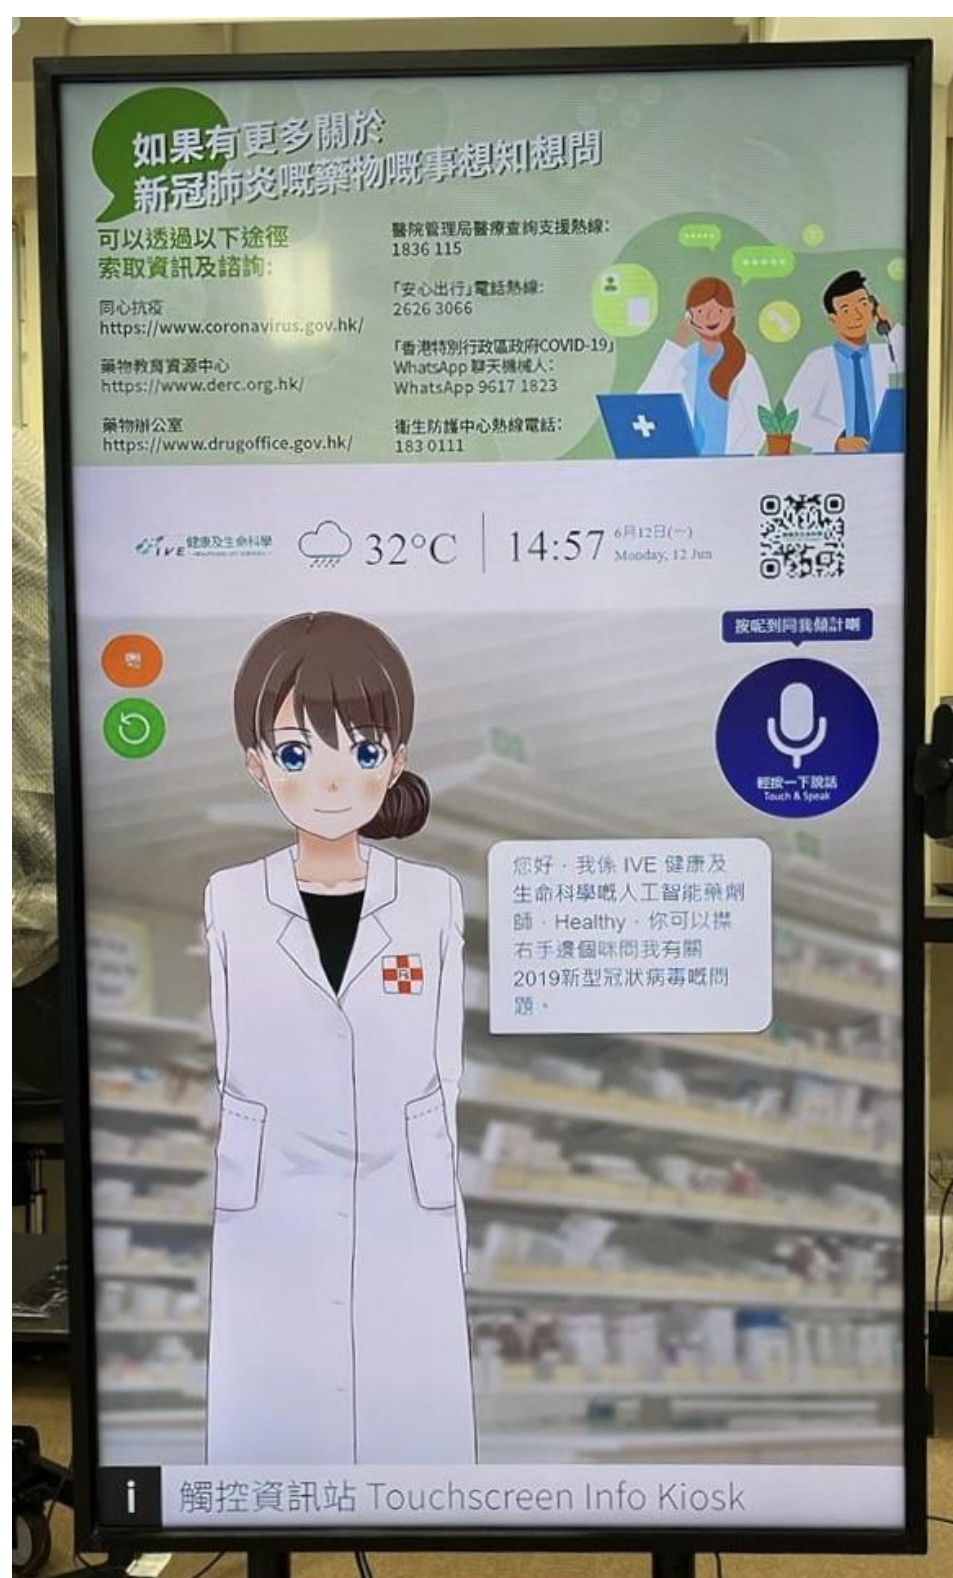 如果有更多關於
新冠肺炎嘅藥物嘅事想知想問
可以透過以下途徑
索取資訊及諮詢:
同心抗疫
https://www.coronavirus.gov.hk/
藥物教育資源中心
https://www.derc.org.hk/
藥物辦公室
https://www.drugoffice.gov.hk/
醫院管理局醫療查詢支援熱線:
1836 115
「安心出行」電話熱線:
2626 3066
「香港特別行政區政府COVID-19」
WhatsApp 聊天機械人:
WhatsApp 9617 1823
衞生防護中心熱線電話:
183 0111
IVE 健康及生命科學
32°C
14:57
6月12日(一)
Monday, 12 Jun
按呢到同我傾計喇
輕按一下說話
Touch & Speak
您好，我係 IVE 健康及
生命科學嘅人工智能藥劑
師，Healthy，你可以㩒
右手邊個咪問我有關
2019新型冠狀病毒嘅問
題。
i 觸控資訊站 Touchscreen Info Kiosk